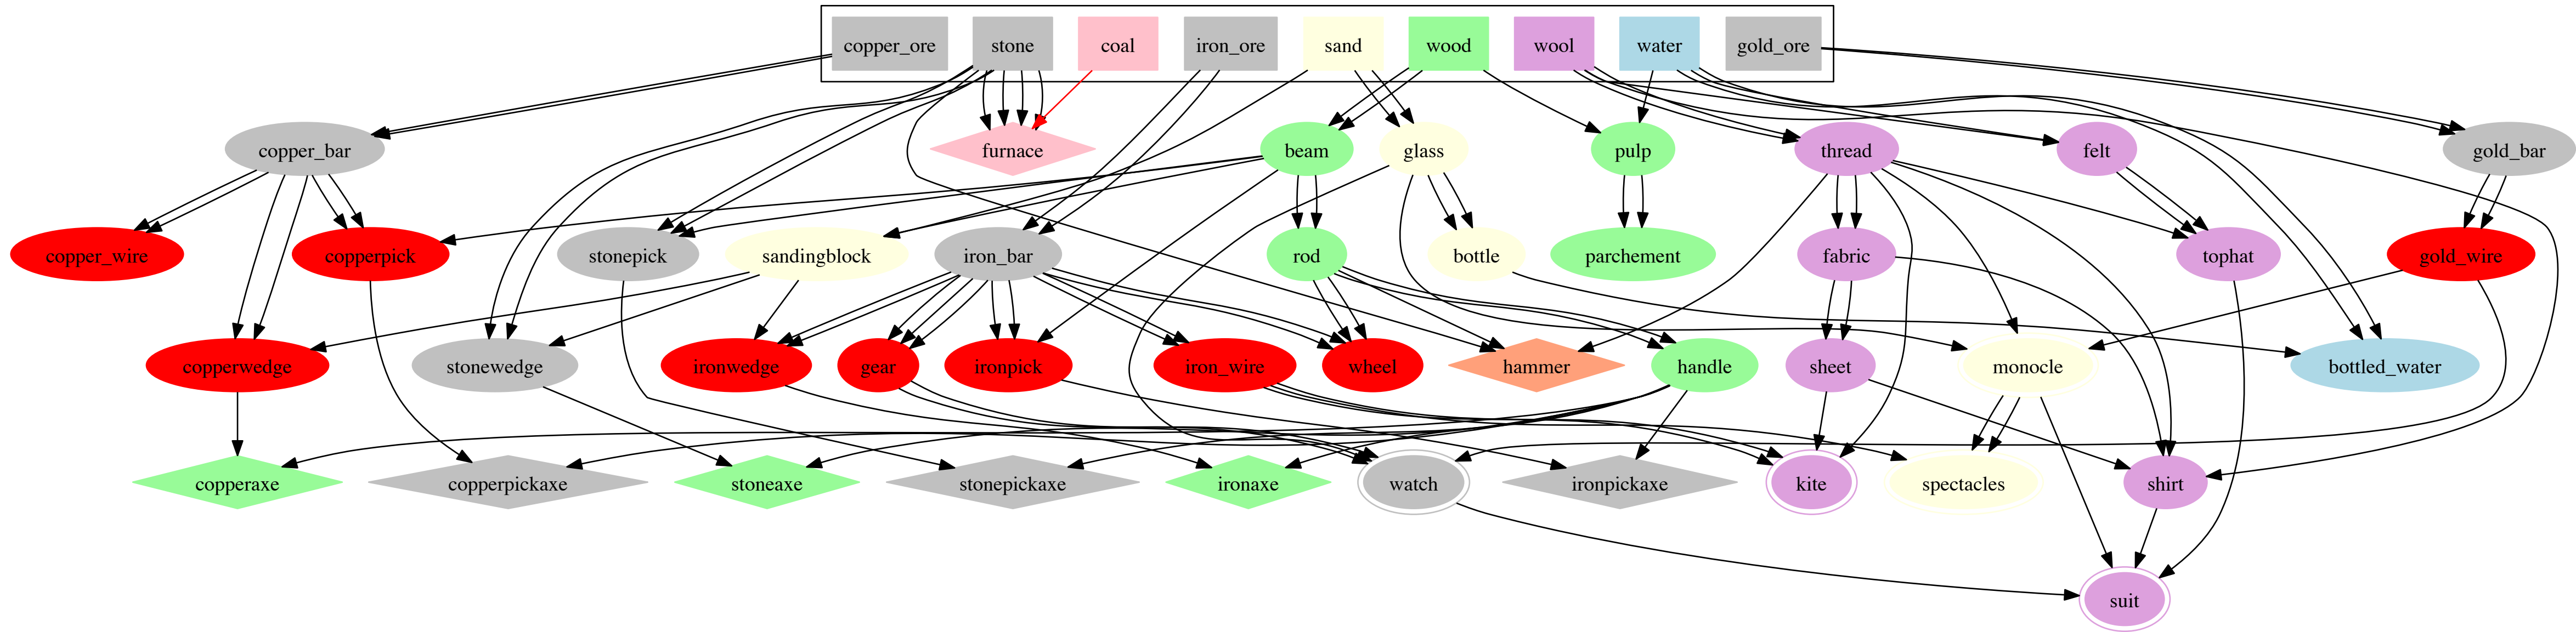 copper_ore
stone
coal
iron_ore
sand
wood
wool
water
gold_ore
copper_bar
furnace
beam
glass
pulp
thread
felt
gold_bar
copper_wire
copperpick
stonepick
sandingblock
iron_bar
rod
bottle
parchement
fabric
tophat
gold_wire
copperwedge
stonewedge
ironwedge
gear
ironpick
iron_wire
wheel
hammer
handle
sheet
monocle
bottled_water
copperaxe
copperpickaxe
stoneaxe
stonepickaxe
ironaxe
watch
ironpickaxe
kite
spectacles
shirt
suit